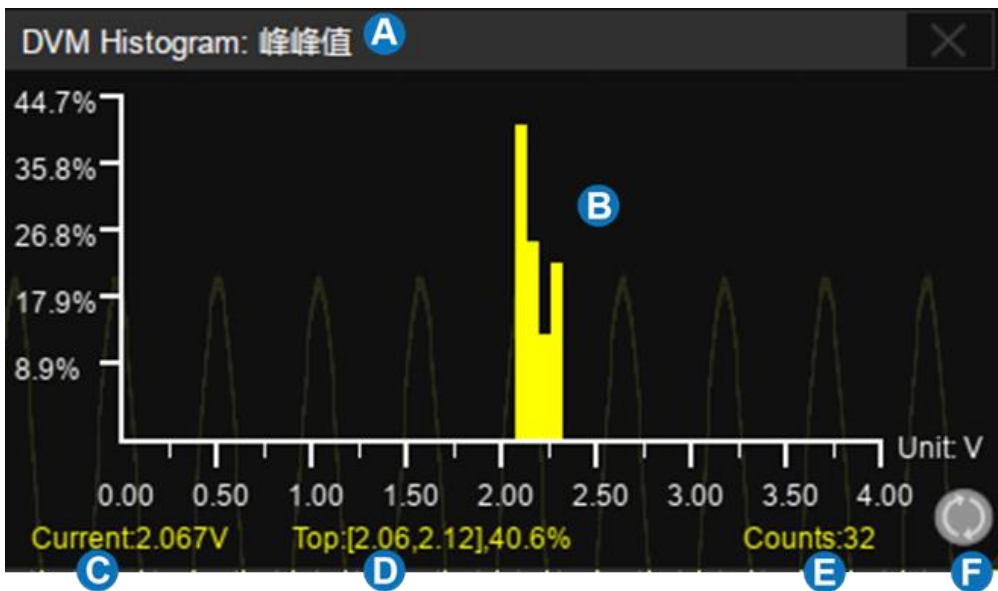 DVM Histogram: 峰峰值 A
44.7%
35.8%
26.8%
17.9%
8.9%
B
Unit: V
0.00 0.50 1.00 1.50 2.00 2.50 3.00 3.50 4.00
Current:2.067V Top:[2.06,2.12],40.6% Counts:32
C D E F